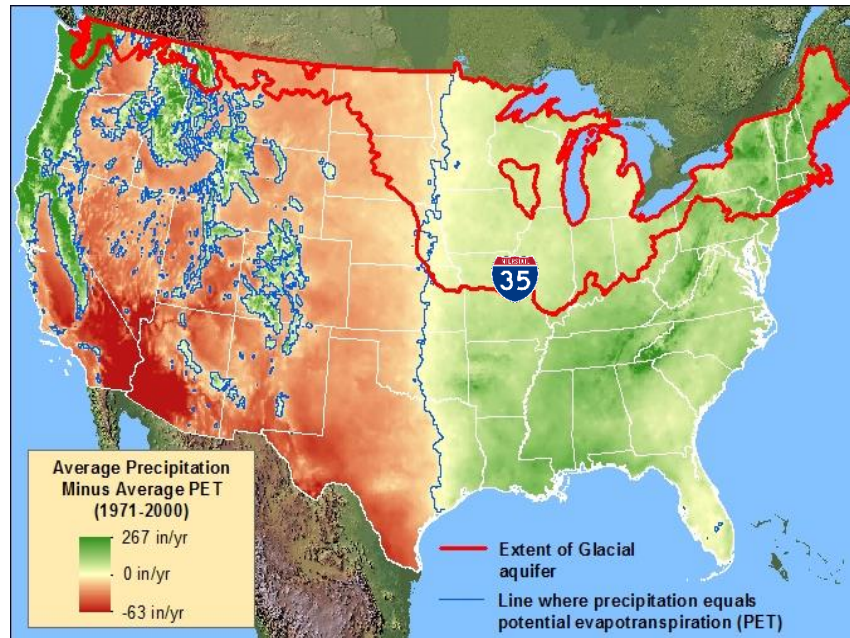 INTERSTATE
35
Average Precipitation
Minus Average PET
(1971-2000)
267 in/yr
0 in/yr
-63 in/yr
Extent of Glacial
aquifer
Line where precipitation equals
potential evapotranspiration (PET)